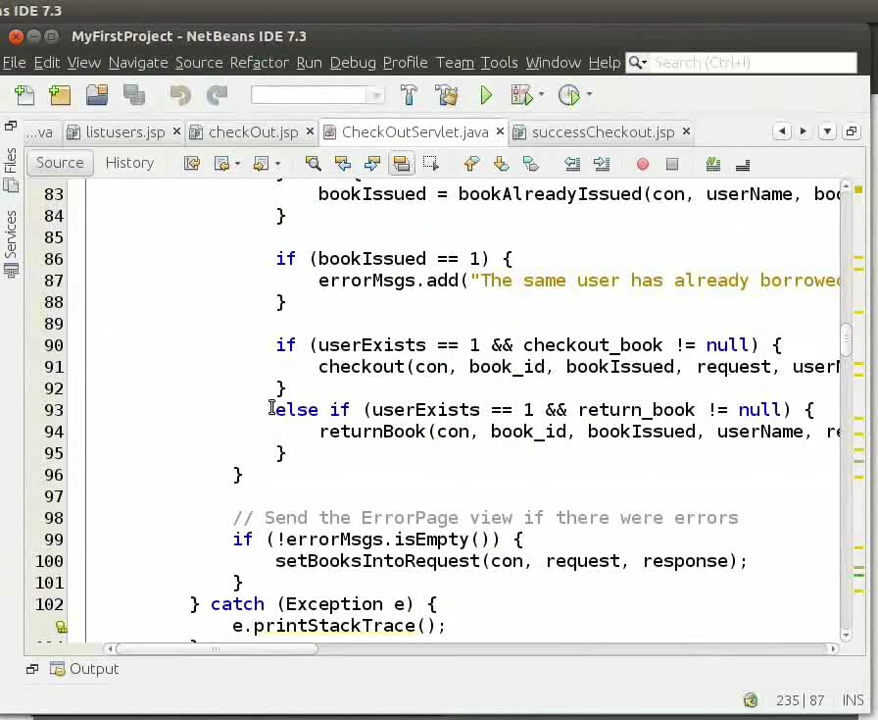 ns IDE 7.3
MyFirstProject - NetBeans IDE 7.3
File Edit View Navigate Source Refactor Run Debug Profile Team Tools Window Help Search (Ctrl+I)
...va listusers.jsp checkOut.jsp CheckOutServlet.java successCheckout.jsp
Source History
Files
Services
83 bookIssued = bookAlreadyIssued(con, userName, boo
84 }
85
86 if (bookIssued == 1) {
87 errorMsgs.add("The same user has already borrowed
88 }
89
90 if (userExists == 1 && checkout_book != null) {
91 checkout(con, book_id, bookIssued, request, userN
92 }
93 else if (userExists == 1 && return_book != null) {
94 returnBook(con, book_id, bookIssued, userName, re
95 }
96 }
97
98 // Send the ErrorPage view if there were errors
99 if (!errorMsgs.isEmpty()) {
100 setBooksIntoRequest(con, request, response);
101 }
102 } catch (Exception e) {
e.printStackTrace();
Output
235|87 INS